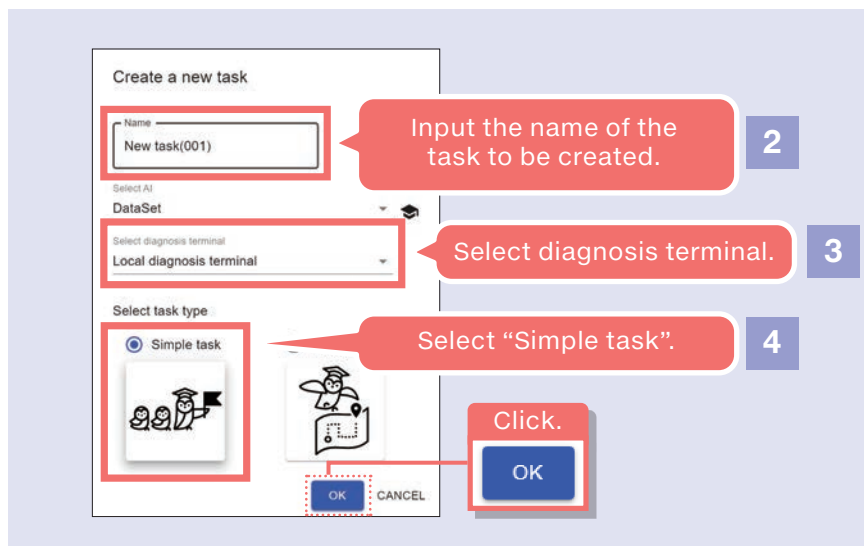 Create a new task
Name
New task(001)
Input the name of the
task to be created.
2
Select AI
DataSet
Select diagnosis terminal
Local diagnosis terminal
Select diagnosis terminal.
3
Select task type
Simple task
Select “Simple task”.
4
Click.
OK
OK
CANCEL